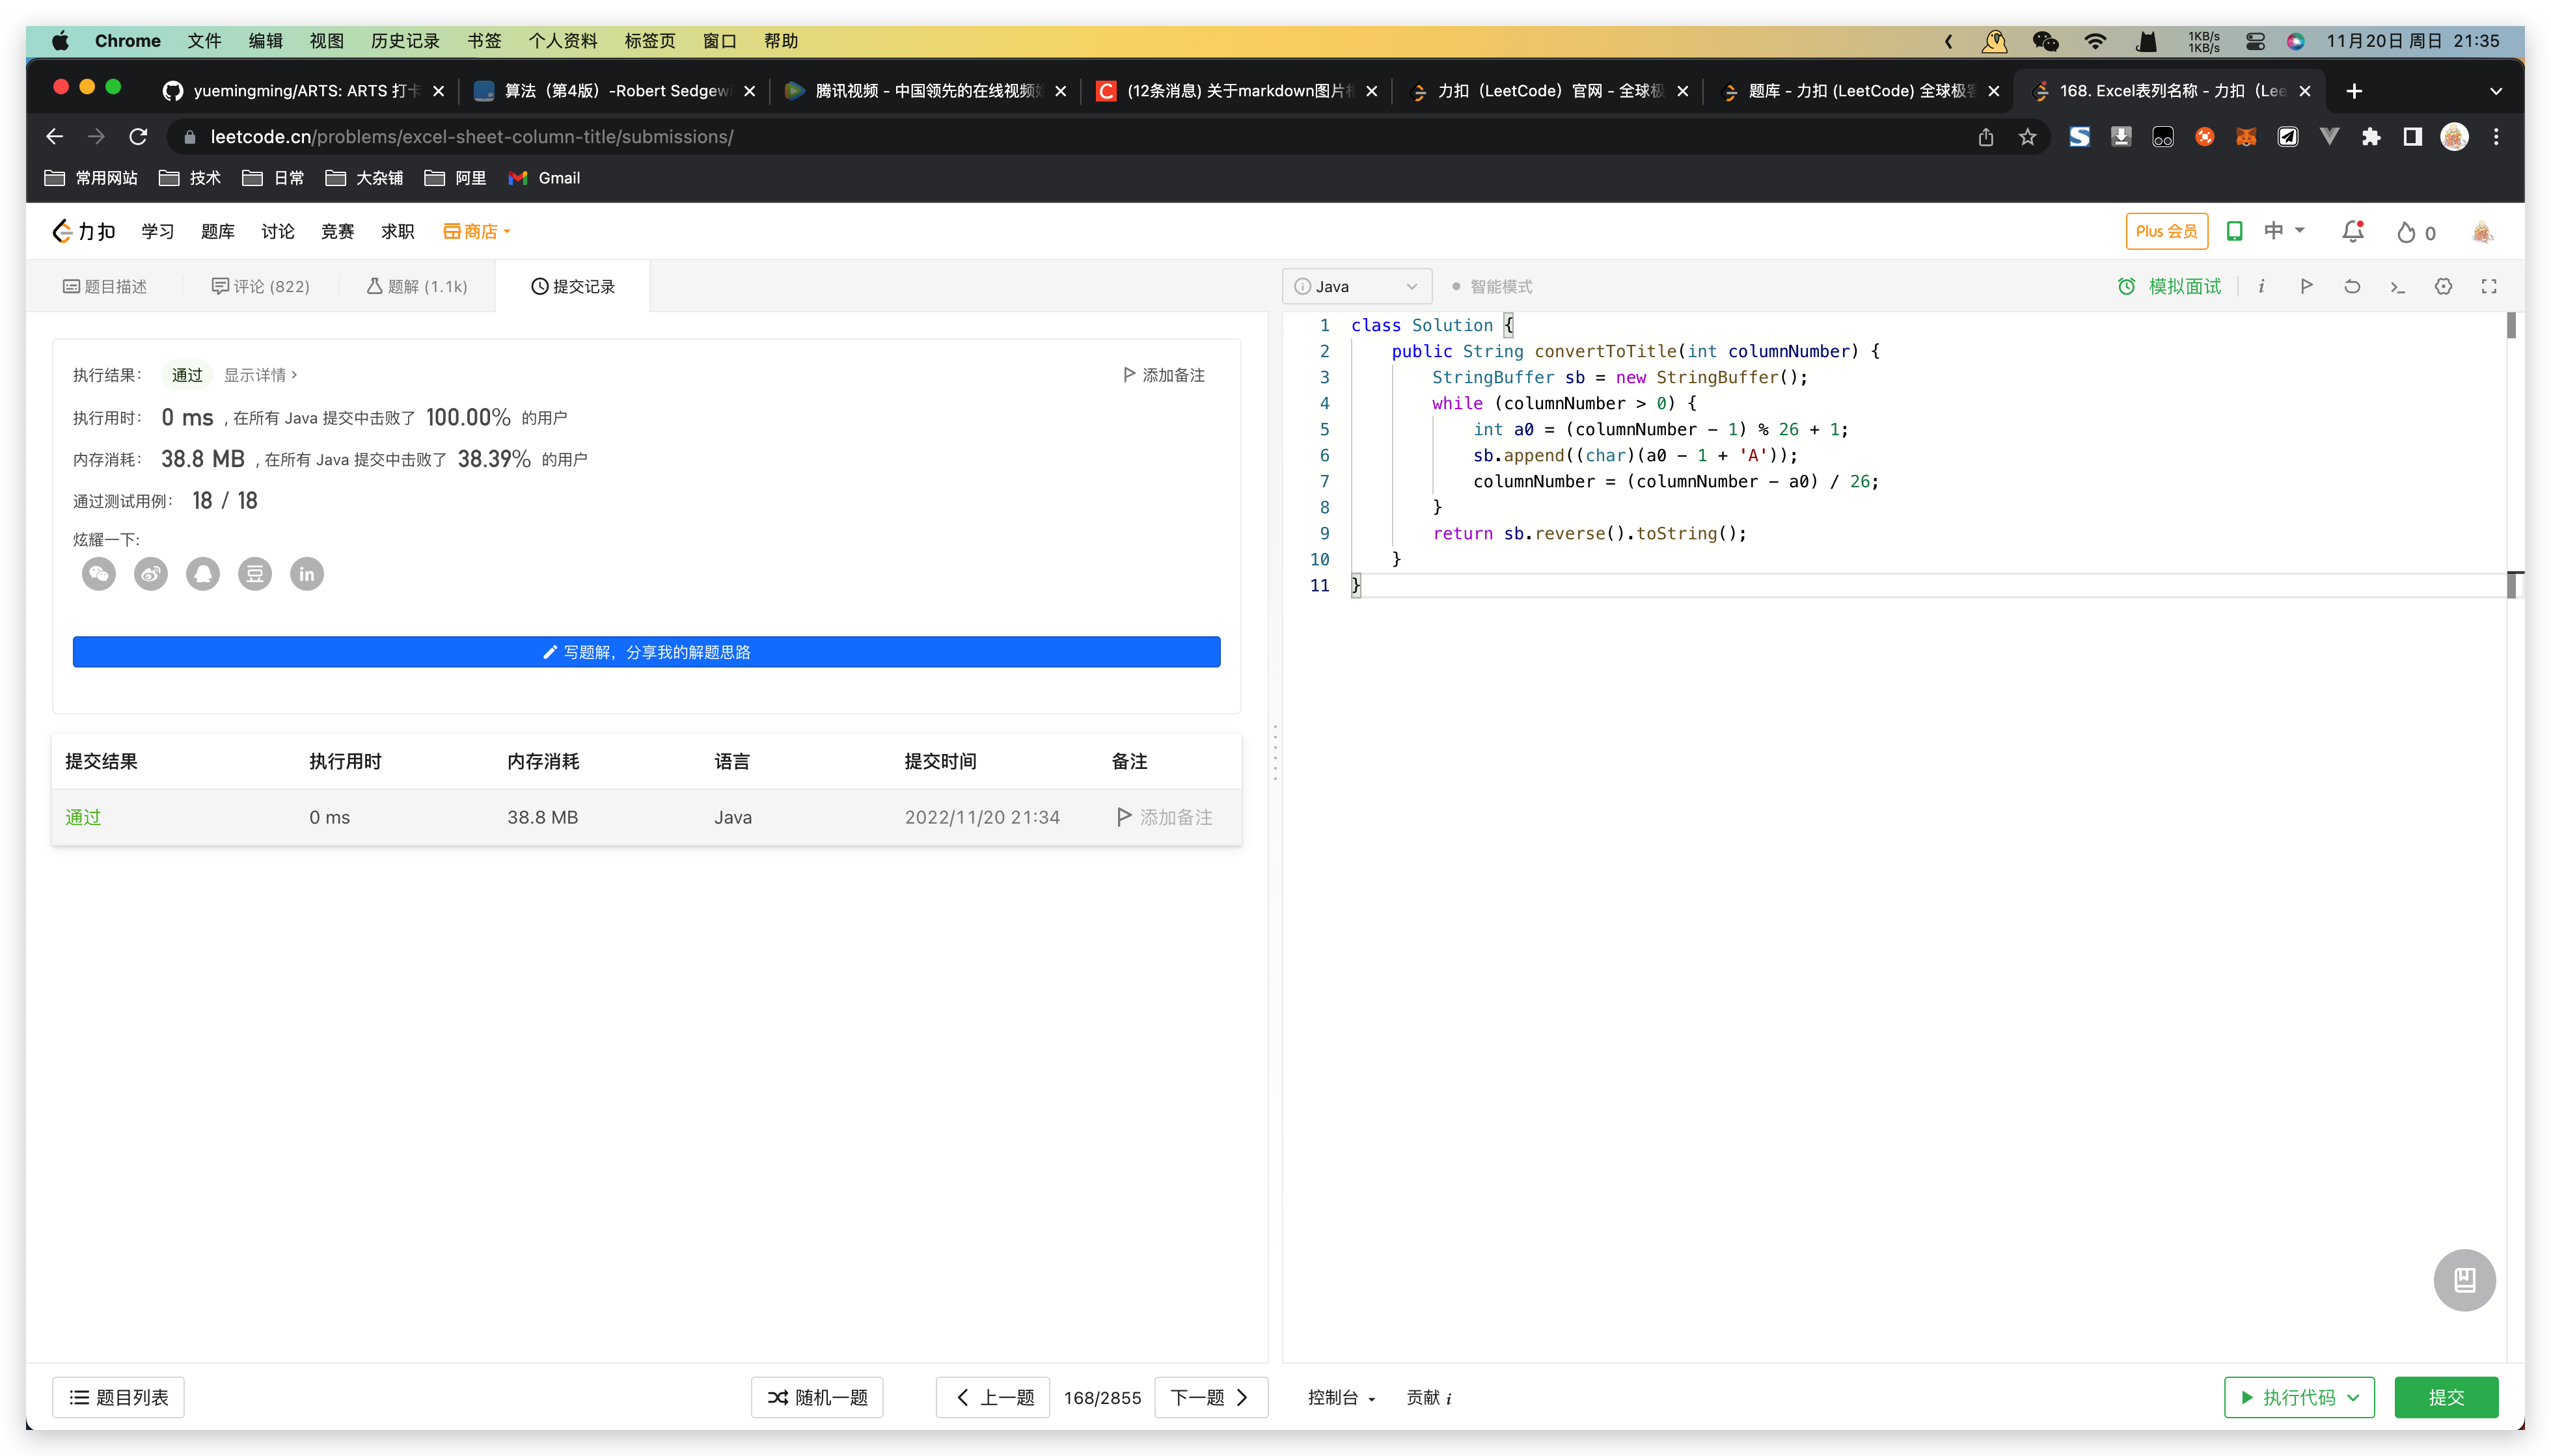 Chrome 文件 编辑 视图 历史记录 书签 个人资料 标签页 窗口 帮助 1KB/s 1KB/s 11月20日 周日 21:35
yuemingming/ARTS: ARTS 打卡 算法（第4版）-Robert Sedgewi 腾讯视频 - 中国领先的在线视频媒 (12条消息) 关于markdown图片 力扣（LeetCode）官网 - 全球极 题库 - 力扣 (LeetCode) 全球极客 168. Excel表列名称 - 力扣（Lee
leetcode.cn/problems/excel-sheet-column-title/submissions/
常用网站 技术 日常 大杂铺 阿里 Gmail
力扣 学习 题库 讨论 竞赛 求职 商店 Plus 会员 中 0
题目描述 评论 (822) 题解 (1.1k) 提交记录 Java 智能模式 模拟面试 i
执行结果： 通过 显示详情 › 添加备注
执行用时： 0 ms , 在所有 Java 提交中击败了 100.00% 的用户
内存消耗： 38.8 MB , 在所有 Java 提交中击败了 38.39% 的用户
通过测试用例： 18 / 18
炫耀一下:
豆 in
写题解，分享我的解题思路
提交结果 执行用时 内存消耗 语言 提交时间 备注
通过 0 ms 38.8 MB Java 2022/11/20 21:34 添加备注
1 class Solution {
2 public String convertToTitle(int columnNumber) {
3 StringBuffer sb = new StringBuffer();
4 while (columnNumber > 0) {
5 int a0 = (columnNumber - 1) % 26 + 1;
6 sb.append((char)(a0 - 1 + 'A'));
7 columnNumber = (columnNumber - a0) / 26;
8 }
9 return sb.reverse().toString();
10 }
11 }
题目列表 随机一题 上一题 168/2855 下一题 控制台 贡献 i 执行代码 提交